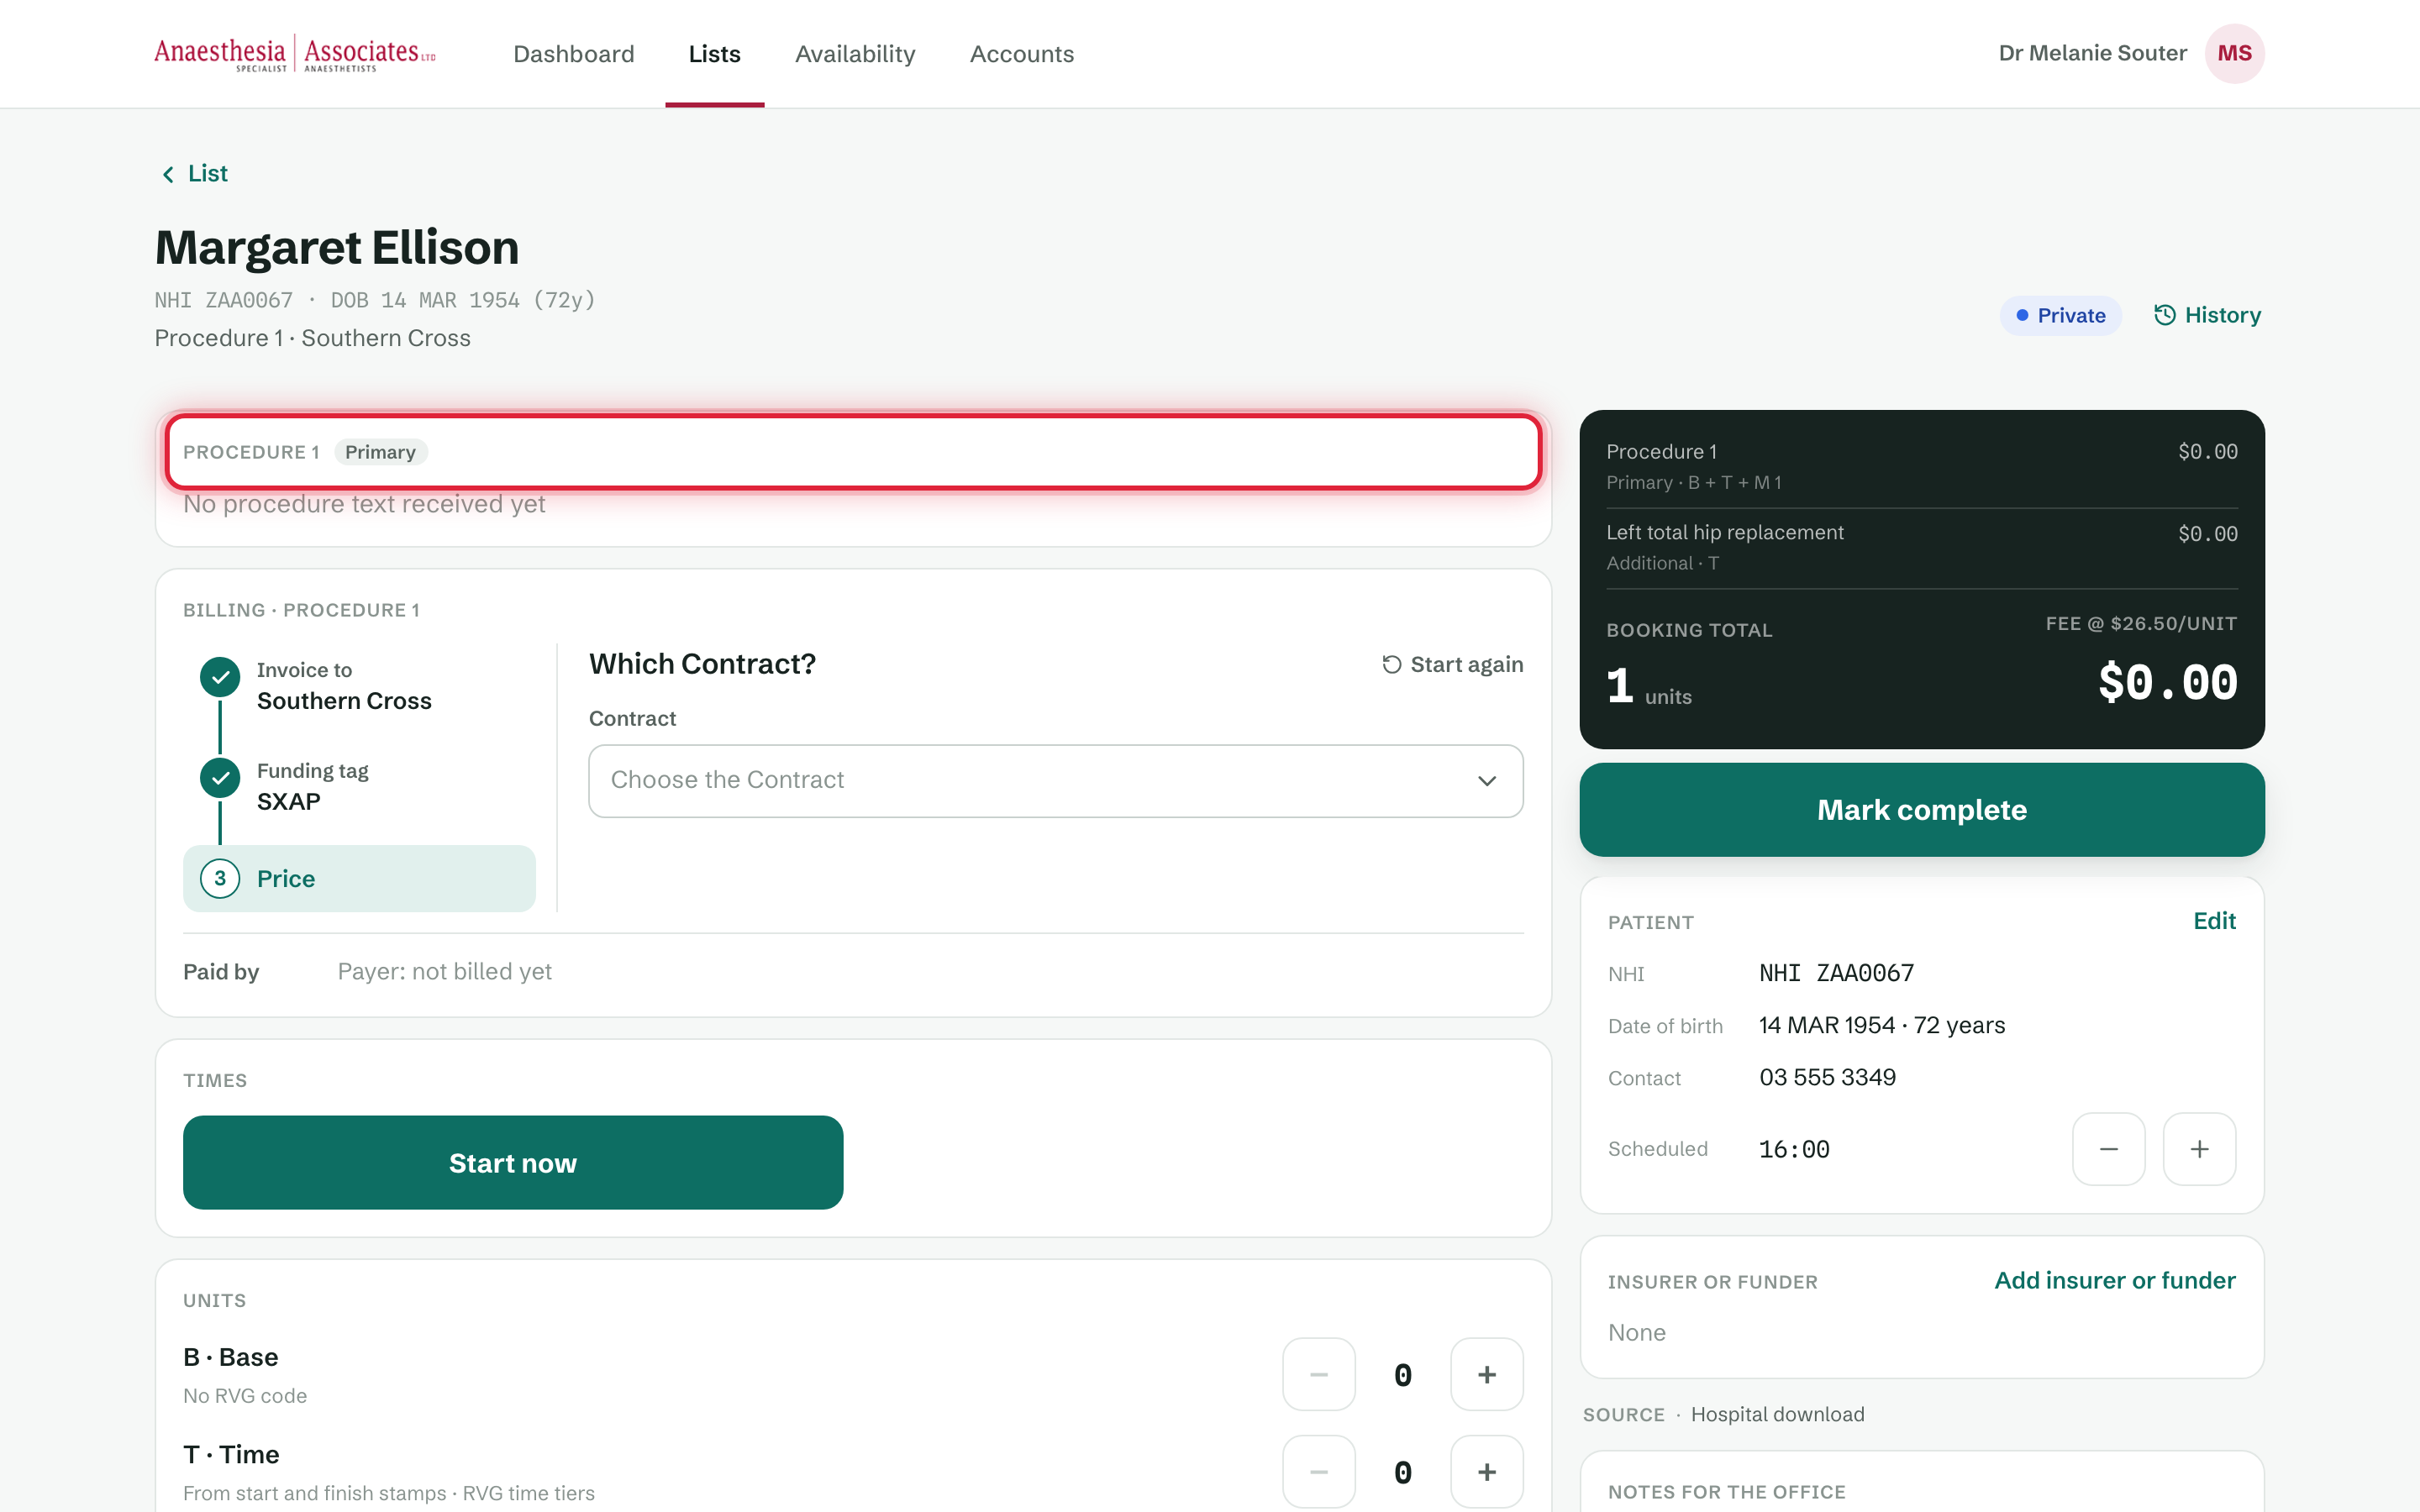 Anaesthesia | Associates LTD
SPECIALIST ANAESTHETISTS
Dashboard
Lists
Availability
Accounts
Dr Melanie Souter
MS
List
Margaret Ellison
NHI ZAA0067 · DOB 14 MAR 1954 (72y)
Procedure 1 · Southern Cross
Private
History
PROCEDURE 1 Primary
No procedure text received yet
BILLING · PROCEDURE 1
Invoice to
Southern Cross
Funding tag
SXAP
3 Price
Which Contract?
Start again
Contract
Choose the Contract
Paid by
Payer: not billed yet
TIMES
Start now
UNITS
B · Base
No RVG code
0
T · Time
From start and finish stamps · RVG time tiers
0
Procedure 1 $0.00
Primary · B + T + M 1
Left total hip replacement $0.00
Additional · T
BOOKING TOTAL
FEE @ $26.50/UNIT
1 units
$0.00
Mark complete
PATIENT
Edit
NHI NHI ZAA0067
Date of birth 14 MAR 1954 · 72 years
Contact 03 555 3349
Scheduled 16:00
INSURER OR FUNDER
Add insurer or funder
None
SOURCE · Hospital download
NOTES FOR THE OFFICE